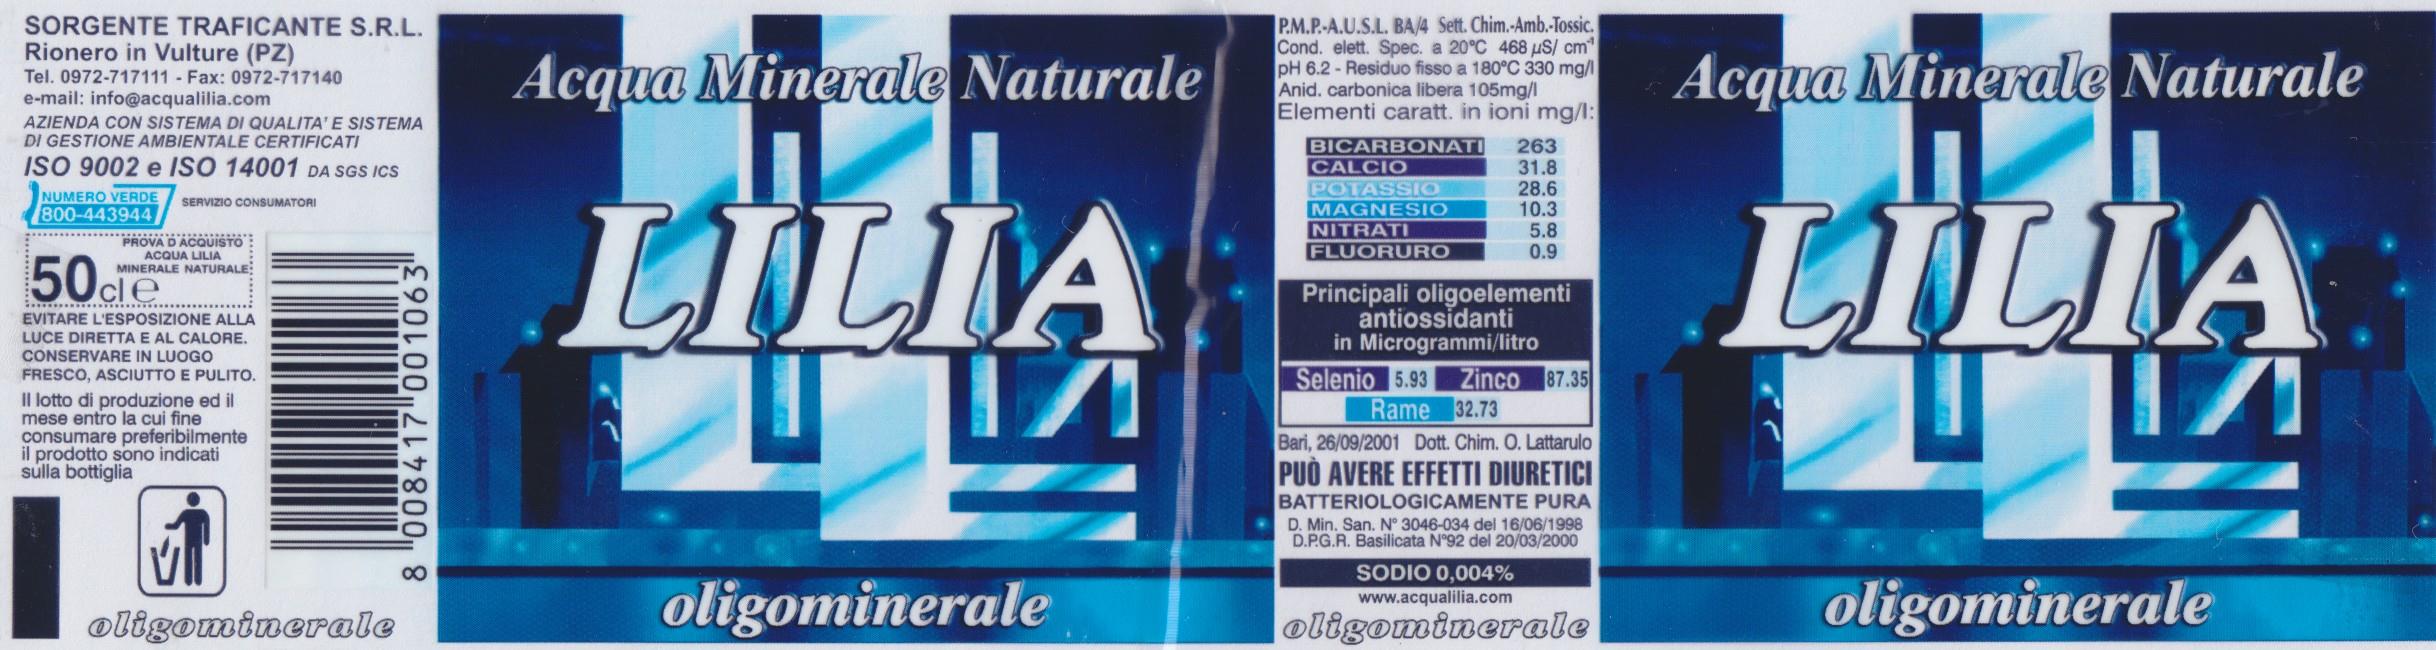 SORGENTE TRAFICANTE S.R.L.
Rionero in Vulture (PZ)
Tel. 0972-717111 - Fax: 0972-717140
e-mail: info@acqualilia.com
AZIENDA CON SISTEMA DI QUALITA' E SISTEMA
DI GESTIONE AMBIENTALE CERTIFICATI
ISO 9002 e ISO 14001 DA SGS ICS
NUMERO VERDE
800-443944
SERVIZIO CONSUMATORI
PROVA D ACQUISTO
ACQUA LILIA
MINERALE NATURALE
50 cl e
EVITARE L'ESPOSIZIONE ALLA
LUCE DIRETTA E AL CALORE.
CONSERVARE IN LUOGO
FRESCO, ASCIUTTO E PULITO.
Il lotto di produzione ed il
mese entro la cui fine
consumare preferibilmente
il prodotto sono indicati
sulla bottiglia
8 008417 001063
oligominerale
Acqua Minerale Naturale
LILIA
oligominerale
P.M.P.-A.U.S.L. BA/4 Sett. Chim.-Amb.-Tossic.
Cond. elett. Spec. a 20°C 468 µS/ cm⁻¹
pH 6.2 - Residuo fisso a 180°C 330 mg/l
Anid. carbonica libera 105mg/l
Elementi caratt. in ioni mg/l:
BICARBONATI 263
CALCIO 31.8
POTASSIO 28.6
MAGNESIO 10.3
NITRATI 5.8
FLUORURO 0.9
Principali oligoelementi
antiossidanti
in Microgrammi/litro
Selenio 5.93 Zinco 87.35
Rame 32.73
Bari, 26/09/2001 Dott. Chim. O. Lattarulo
PUÒ AVERE EFFETTI DIURETICI
BATTERIOLOGICAMENTE PURA
D. Min. San. N° 3046-034 del 16/06/1998
D.P.G.R. Basilicata N°92 del 20/03/2000
SODIO 0,004%
www.acqualilia.com
oligominerale
Acqua Minerale Naturale
LILIA
oligominerale